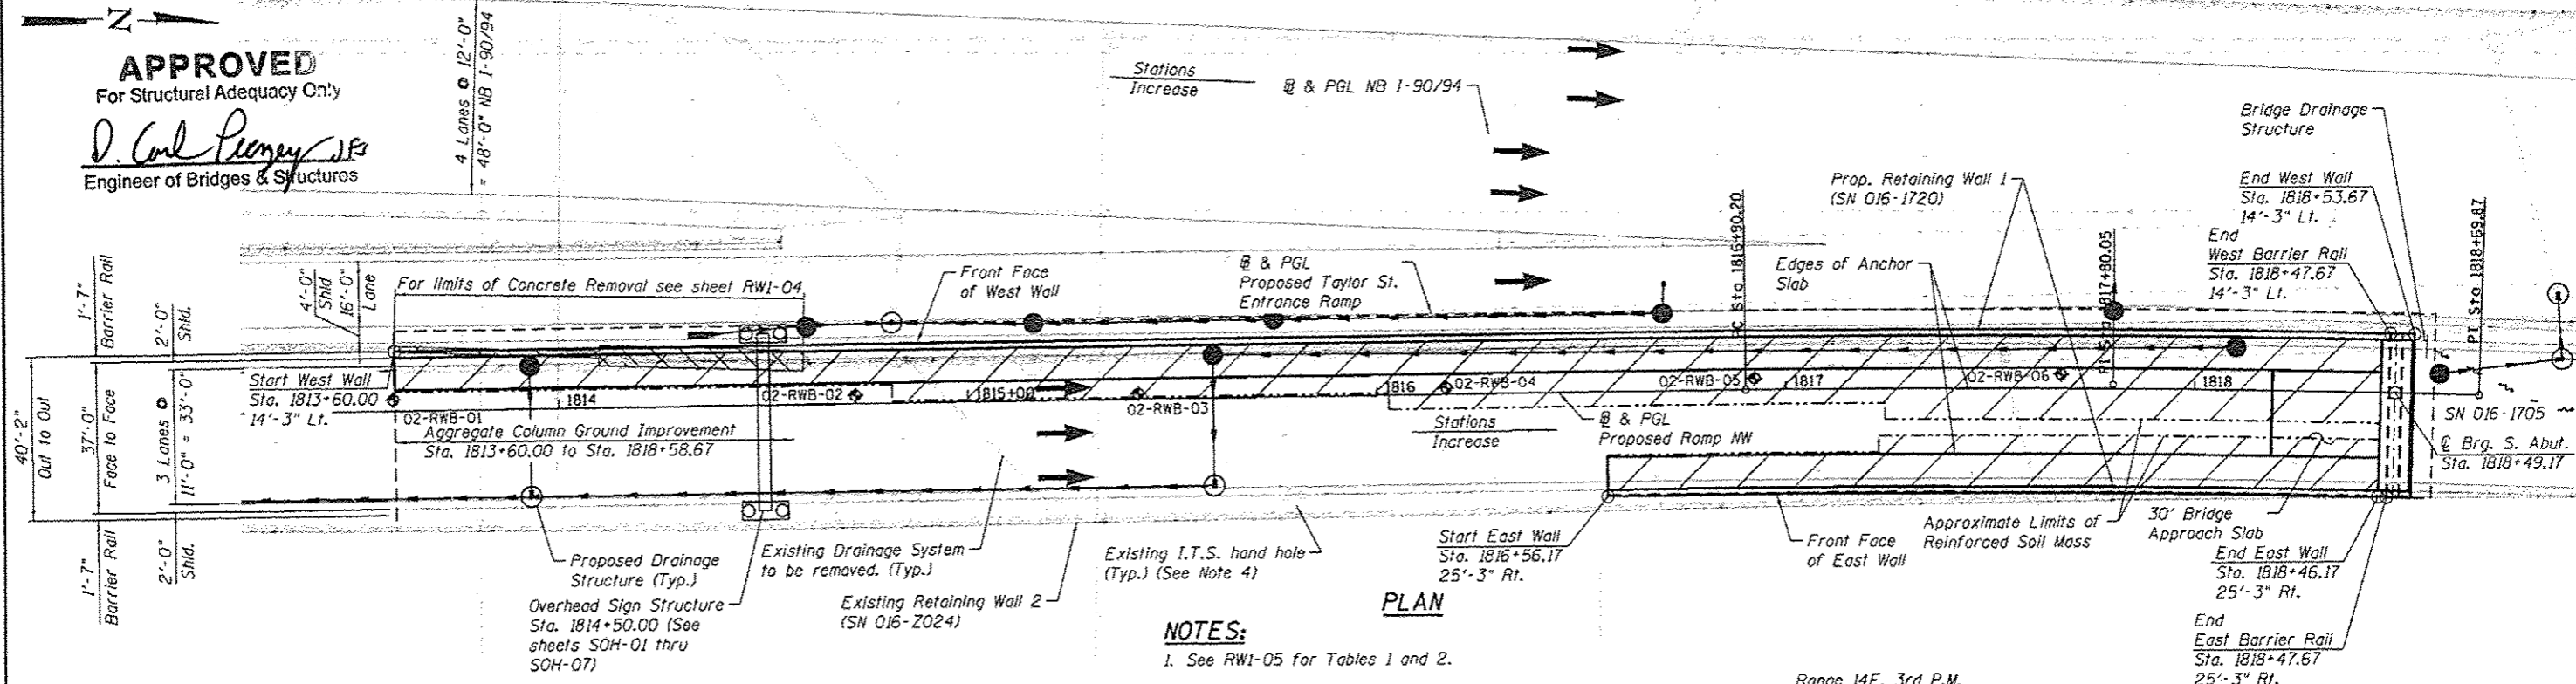 Z
APPROVED
For Structural Adequacy Only
Engineer of Bridges & Structures
4 Lanes @ 12'-0"
= 48'-0" NB I-90/94
Stations
Increase
℄ & PGL NB I-90/94
Bridge Drainage
Structure
End West Wall
Sta. 1818+53.67
14'-3" Lt.
End
West Barrier Rail
Sta. 1818+47.67
14'-3" Lt.
PT Sta 1818+69.87
Prop. Retaining Wall 1
(SN 016-1720)
Sta 1816+90.20
1817+80.05
Edges of Anchor
Slab
℄ & PGL
Proposed Taylor St.
Entrance Ramp
Front Face
of West Wall
For limits of Concrete Removal see sheet RW1-04
4'-0"
Shld
16'-0"
Lane
1'-7"
Barrier Rail
2'-0"
Shld.
40'-2"
Out to Out
37'-0"
Face to Face
3 Lanes @
11'-0" = 33'-0"
1'-7"
Barrier Rail
2'-0"
Shld.
Start West Wall
Sta. 1813+60.00
14'-3" Lt.
02-RWB-01
1814
02-RWB-02
1815+00
02-RWB-03
1816
02-RWB-04
02-RWB-05
1817
02-RWB-06
1818
Aggregate Column Ground Improvement
Sta. 1813+60.00 to Sta. 1818+58.67
Stations
Increase
℄ & PGL
Proposed Ramp NW
SN 016-1705
℄ Brg. S. Abut.
Sta. 1818+49.17
Proposed Drainage
Structure (Typ.)
Overhead Sign Structure
Sta. 1814+50.00 (See
sheets SOH-01 thru
SOH-07)
Existing Drainage System
to be removed. (Typ.)
Existing Retaining Wall 2
(SN 016-Z024)
Existing I.T.S. hand hole
(Typ.) (See Note 4)
Start East Wall
Sta. 1816+56.17
25'-3" Rt.
Front Face
of East Wall
Approximate Limits of
Reinforced Soil Mass
30' Bridge
Approach Slab
End East Wall
Sta. 1818+46.17
25'-3" Rt.
End
East Barrier Rail
Sta. 1818+47.67
25'-3" Rt.
PLAN
NOTES:
1. See RW1-05 for Tables 1 and 2.
Range 14E, 3rd P.M.